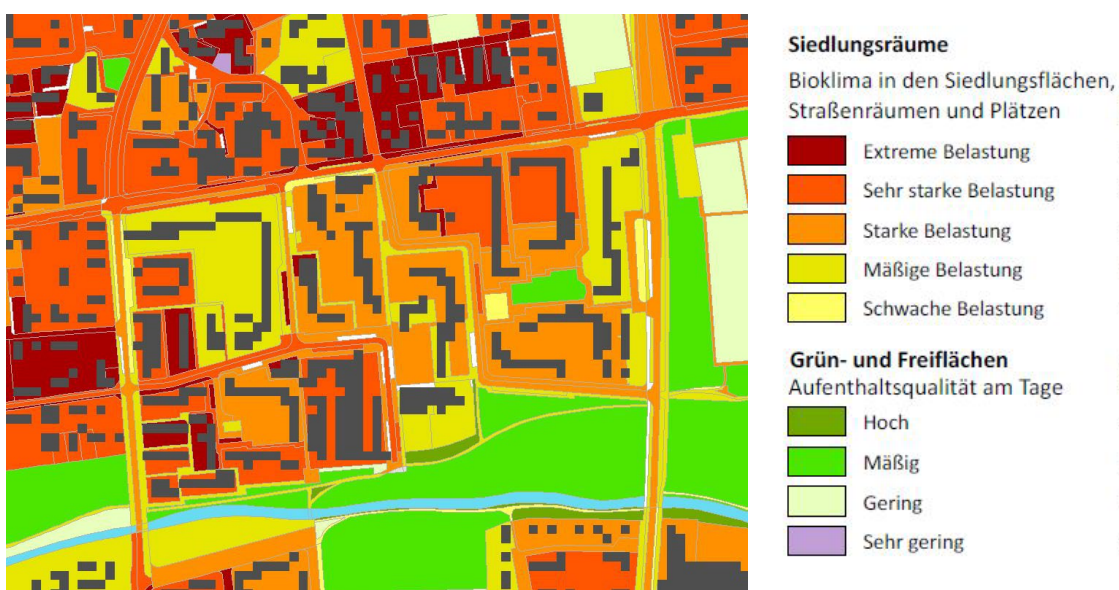 Siedlungsräume
Bioklima in den Siedlungsflächen,
Straßenräumen und Plätzen
Extreme Belastung
Sehr starke Belastung
Starke Belastung
Mäßige Belastung
Schwache Belastung
Grün- und Freiflächen
Aufenthaltsqualität am Tage
Hoch
Mäßig
Gering
Sehr gering